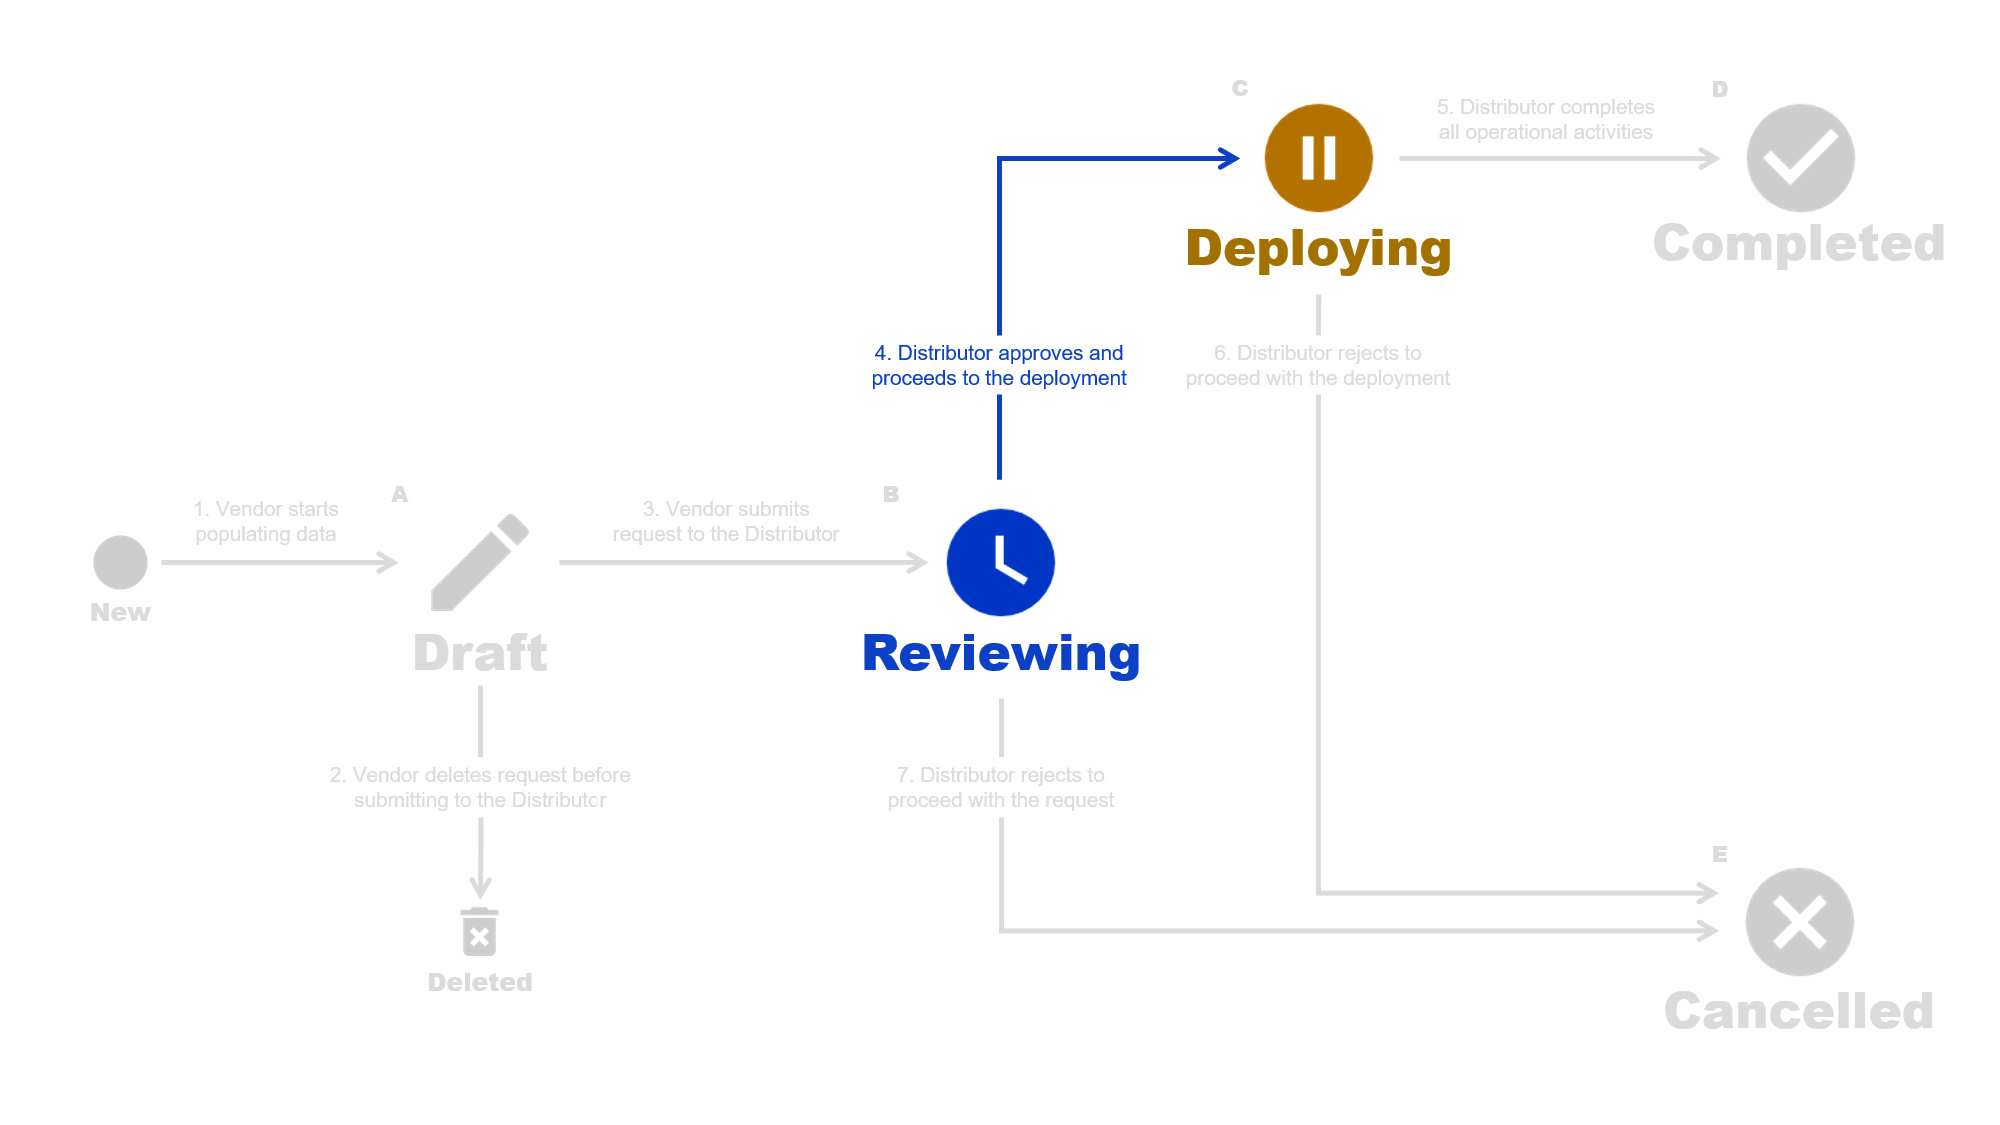 C
5. Distributor completes
all operational activities
D
Deploying
Completed
4. Distributor approves and
proceeds to the deployment
6. Distributor rejects to
proceed with the deployment
1. Vendor starts
populating data
A
3. Vendor submits
request to the Distributor
B
New
Draft
Reviewing
2. Vendor deletes request before
submitting to the Distributor
7. Distributor rejects to
proceed with the request
E
Deleted
Cancelled